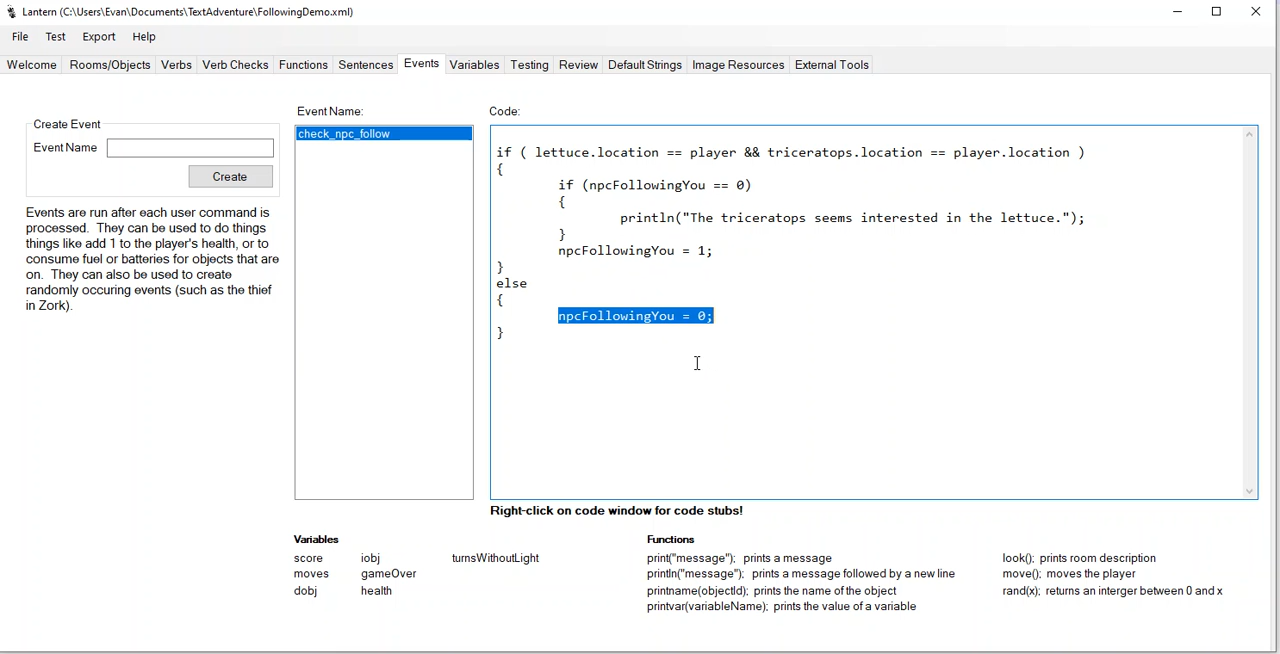 Lantern (C:\Users\Evan\Documents\TextAdventure\FollowingDemo.xml)
File Test Export Help
Welcome Rooms/Objects Verbs Verb Checks Functions Sentences Events Variables Testing Review Default Strings Image Resources External Tools
Create Event
Event Name
Create
Events are run after each user command is
processed. They can be used to do things
things like add 1 to the player's health, or to
consume fuel or batteries for objects that are
on. They can also be used to create
randomly occuring events (such as the thief
in Zork).
Event Name:
check_npc_follow
Code:
if ( lettuce.location == player && triceratops.location == player.location )
{
if (npcFollowingYou == 0)
{
println("The triceratops seems interested in the lettuce.");
}
npcFollowingYou = 1;
}
else
{
npcFollowingYou = 0;
}
Right-click on code window for code stubs!
Variables
score iobj turnsWithoutLight
moves gameOver
dobj health
Functions
print("message"); prints a message
println("message"); prints a message followed by a new line
printname(objectId); prints the name of the object
printvar(variableName); prints the value of a variable
look(); prints room description
move(); moves the player
rand(x); returns an interger between 0 and x